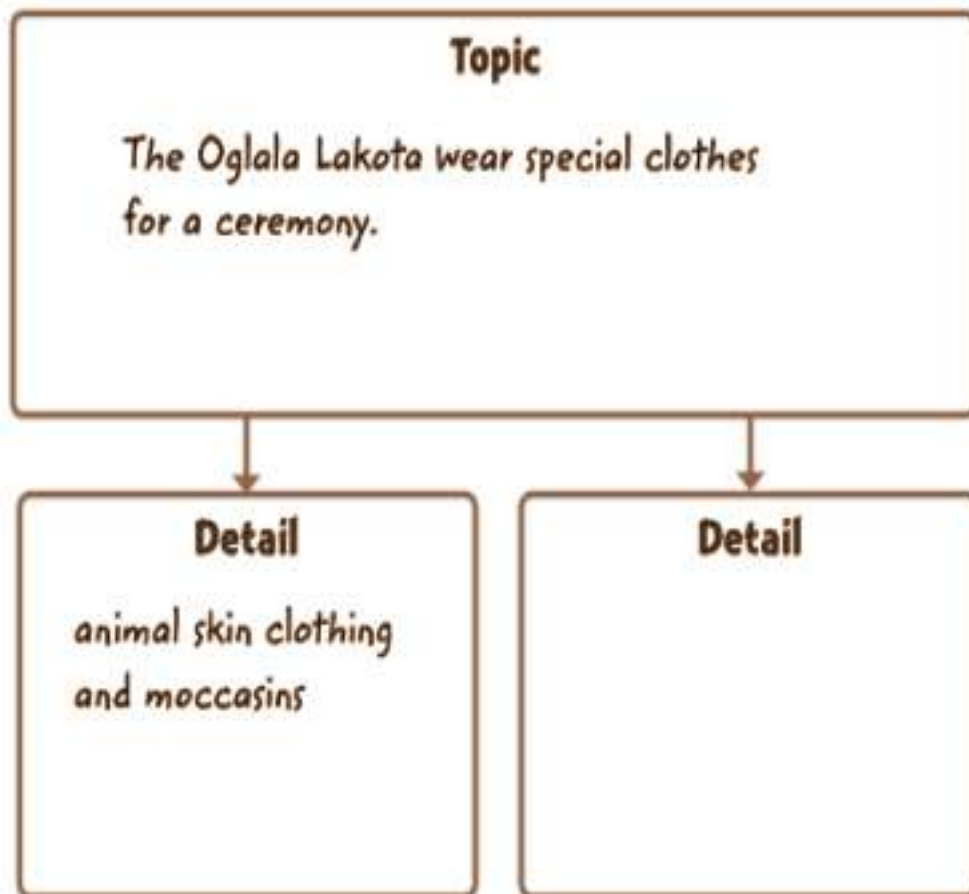 Topic
The Oglala Lakota wear special clothes
for a ceremony.
Detail
animal skin clothing
and moccasins
Detail